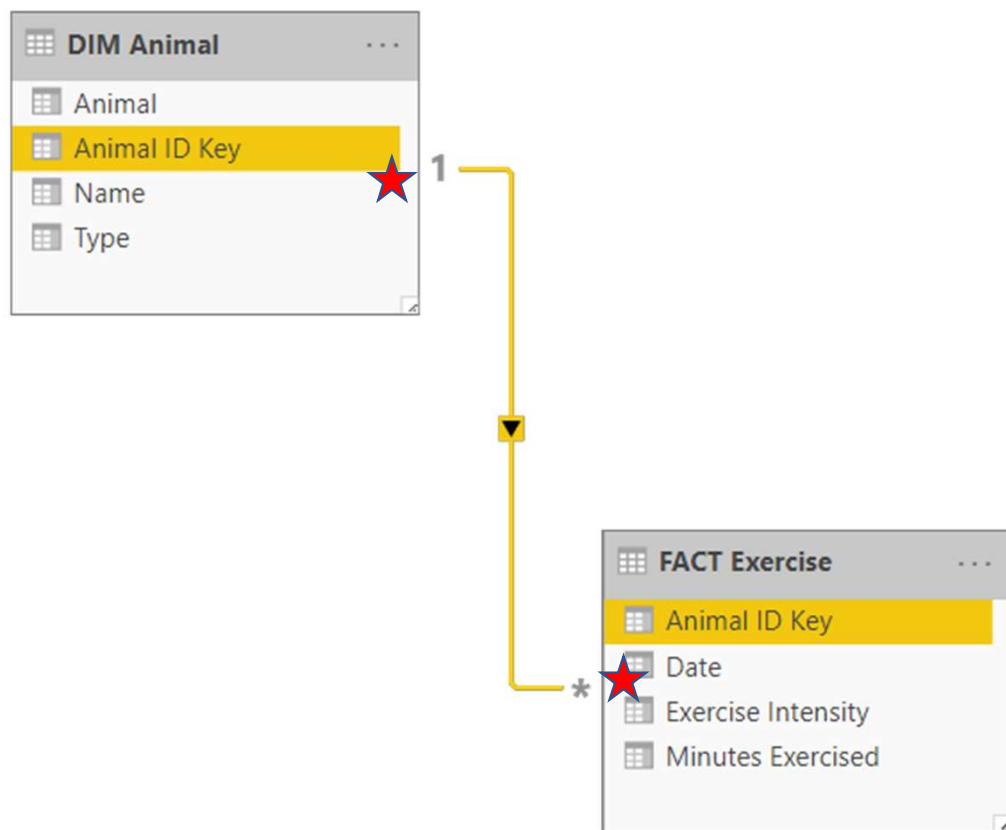 DIM Animal
Animal
Animal ID Key
Name
Type
1
*
FACT Exercise
Animal ID Key
Date
Exercise Intensity
Minutes Exercised